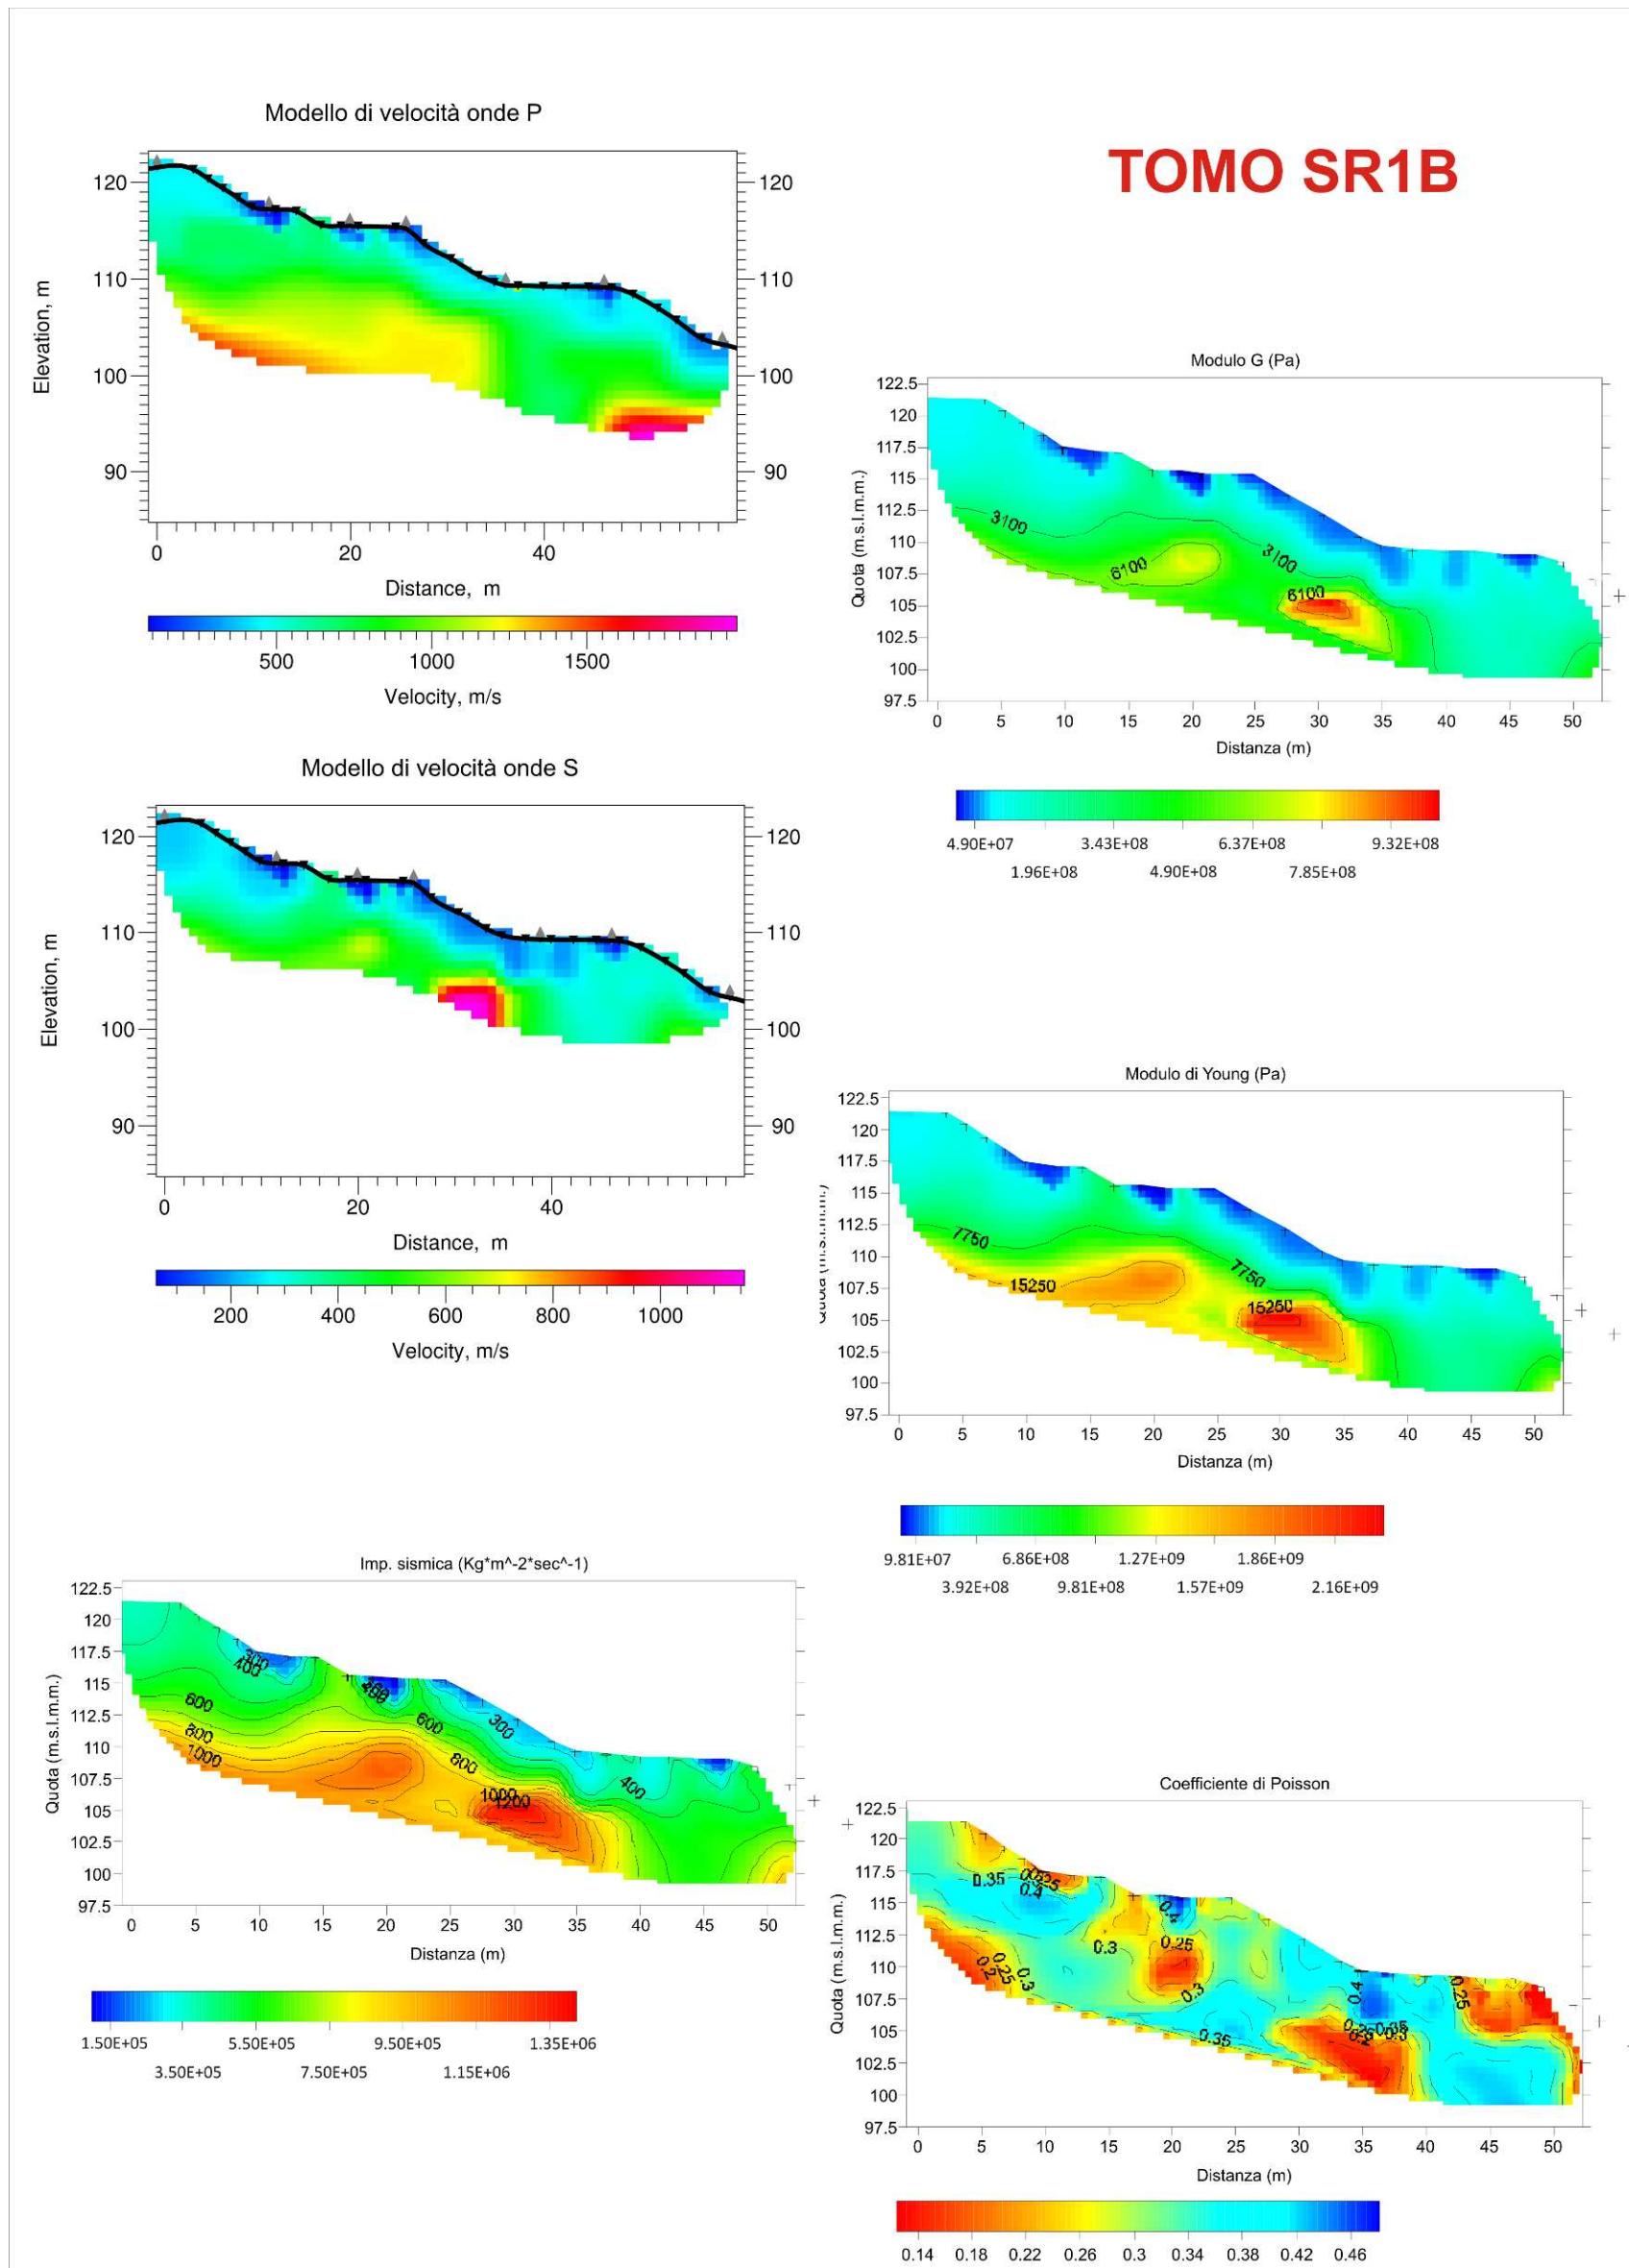 TOMO SR1B
Modello di velocità onde P
Elevation, m
120
110
100
90
120
110
100
90
0 20 40
Distance, m
500 1000 1500
Velocity, m/s
Modello di velocità onde S
Elevation, m
120
110
100
90
120
110
100
90
0 20 40
Distance, m
200 400 600 800 1000
Velocity, m/s
Imp. sismica (Kg*m^-2*sec^-1)
Quota (m.s.l.m.m.)
122.5
120
117.5
115
112.5
110
107.5
105
102.5
100
97.5
300
400
600
800
1000
600
300
800
1000
1200
400
0 5 10 15 20 25 30 35 40 45 50
Distanza (m)
1.50E+05 5.50E+05 9.50E+05 1.35E+06
3.50E+05 7.50E+05 1.15E+06
Modulo G (Pa)
Quota (m.s.l.m.m.)
122.5
120
117.5
115
112.5
110
107.5
105
102.5
100
97.5
3100
6100
3100
6100
0 5 10 15 20 25 30 35 40 45 50
Distanza (m)
4.90E+07 3.43E+08 6.37E+08 9.32E+08
1.96E+08 4.90E+08 7.85E+08
Modulo di Young (Pa)
Quota (m.s.l.m.m.)
122.5
120
117.5
115
112.5
110
107.5
105
102.5
100
97.5
7750
15250
7750
15250
0 5 10 15 20 25 30 35 40 45 50
Distanza (m)
9.81E+07 6.86E+08 1.27E+09 1.86E+09
3.92E+08 9.81E+08 1.57E+09 2.16E+09
Coefficiente di Poisson
Quota (m.s.l.m.m.)
122.5
120
117.5
115
112.5
110
107.5
105
102.5
100
97.5
0.35
0.4
0.4
0.3
0.25
0.2
0.25
0.3
0.3
0.35
0.4
0.25
0 5 10 15 20 25 30 35 40 45 50
Distanza (m)
0.14 0.18 0.22 0.26 0.3 0.34 0.38 0.42 0.46